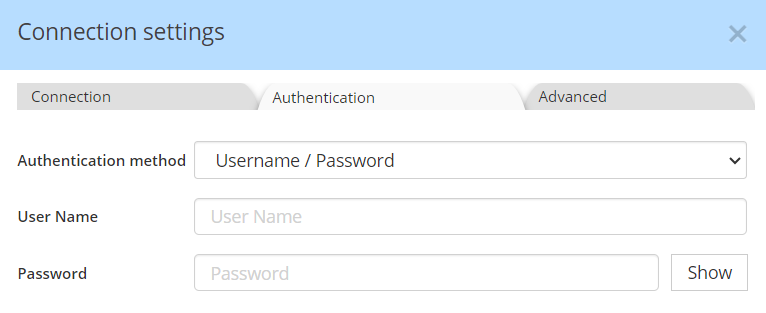 Connection settings
Connection Authentication Advanced
Authentication method Username / Password
User Name User Name
Password Password Show